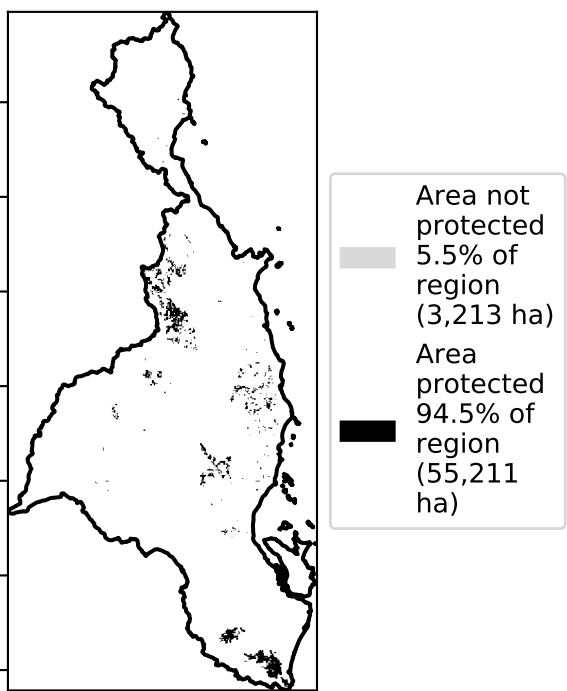 Area not
protected
5.5% of
region
(3,213 ha)
Area
protected
94.5% of
region
(55,211
ha)